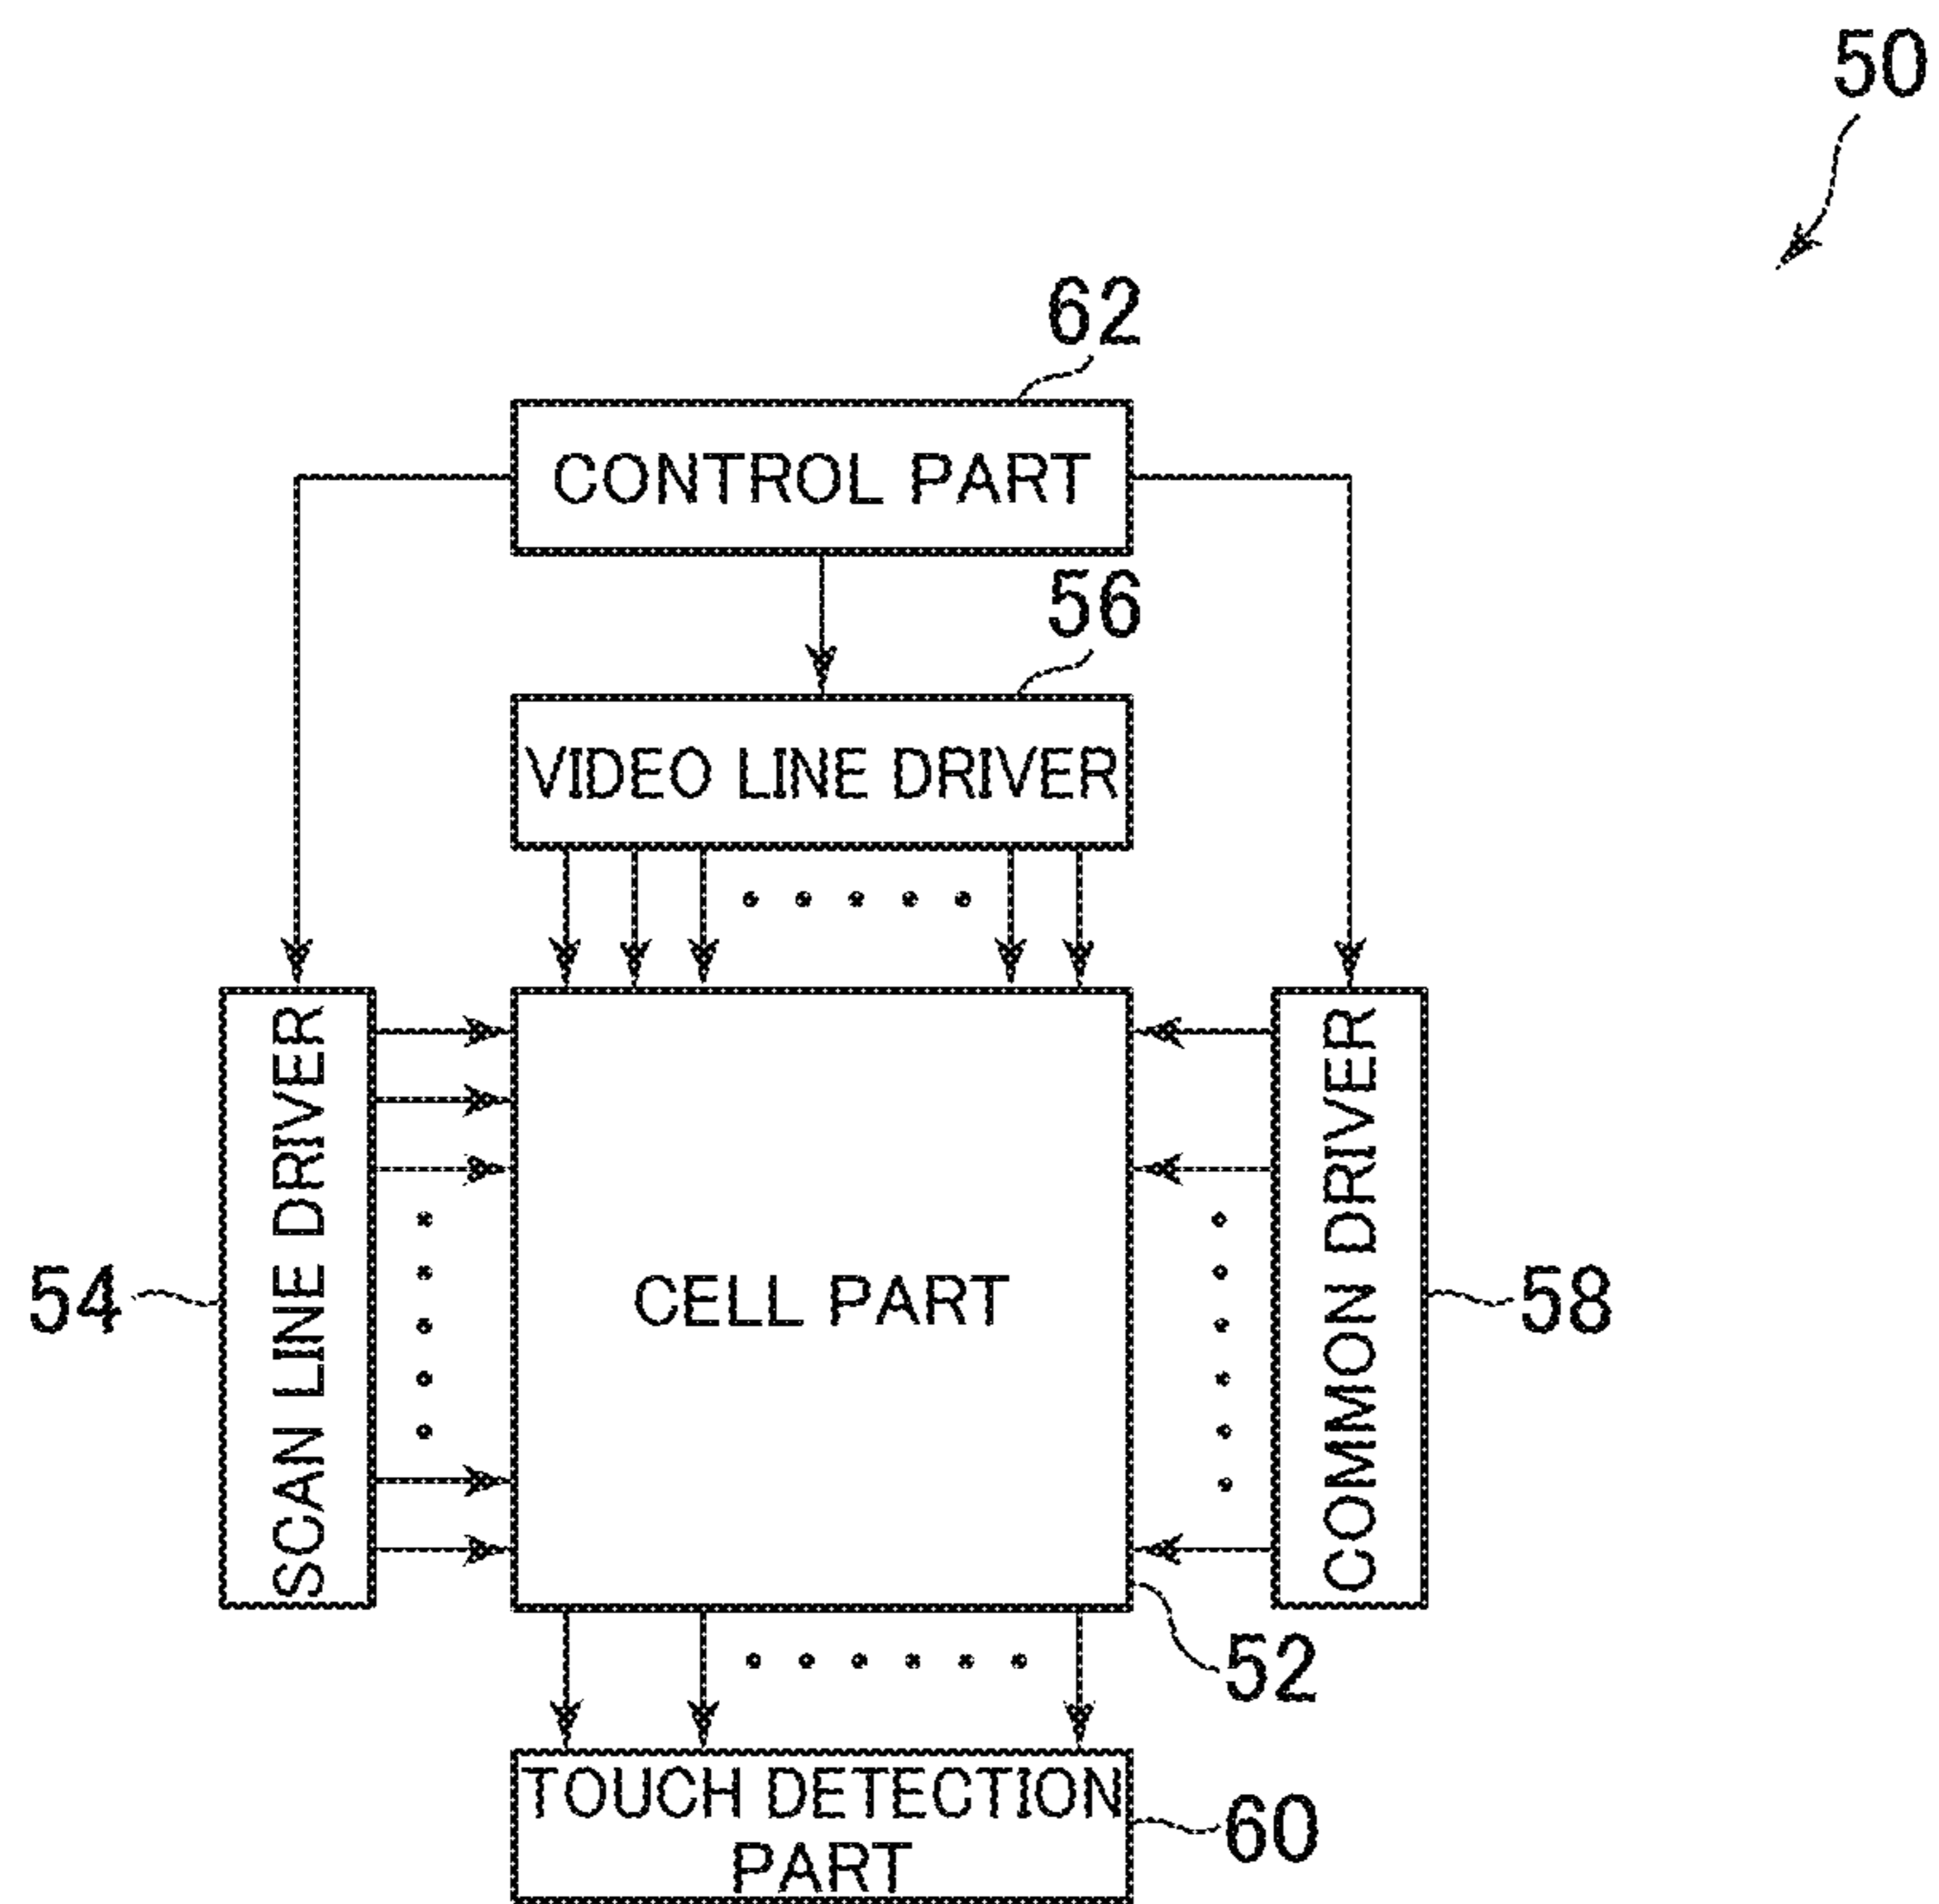 50
62
CONTROL PART
56
VIDEO LINE DRIVER
54
SCAN LINE DRIVER
CELL PART
COMMON DRIVER
58
52
TOUCH DETECTION
PART
60